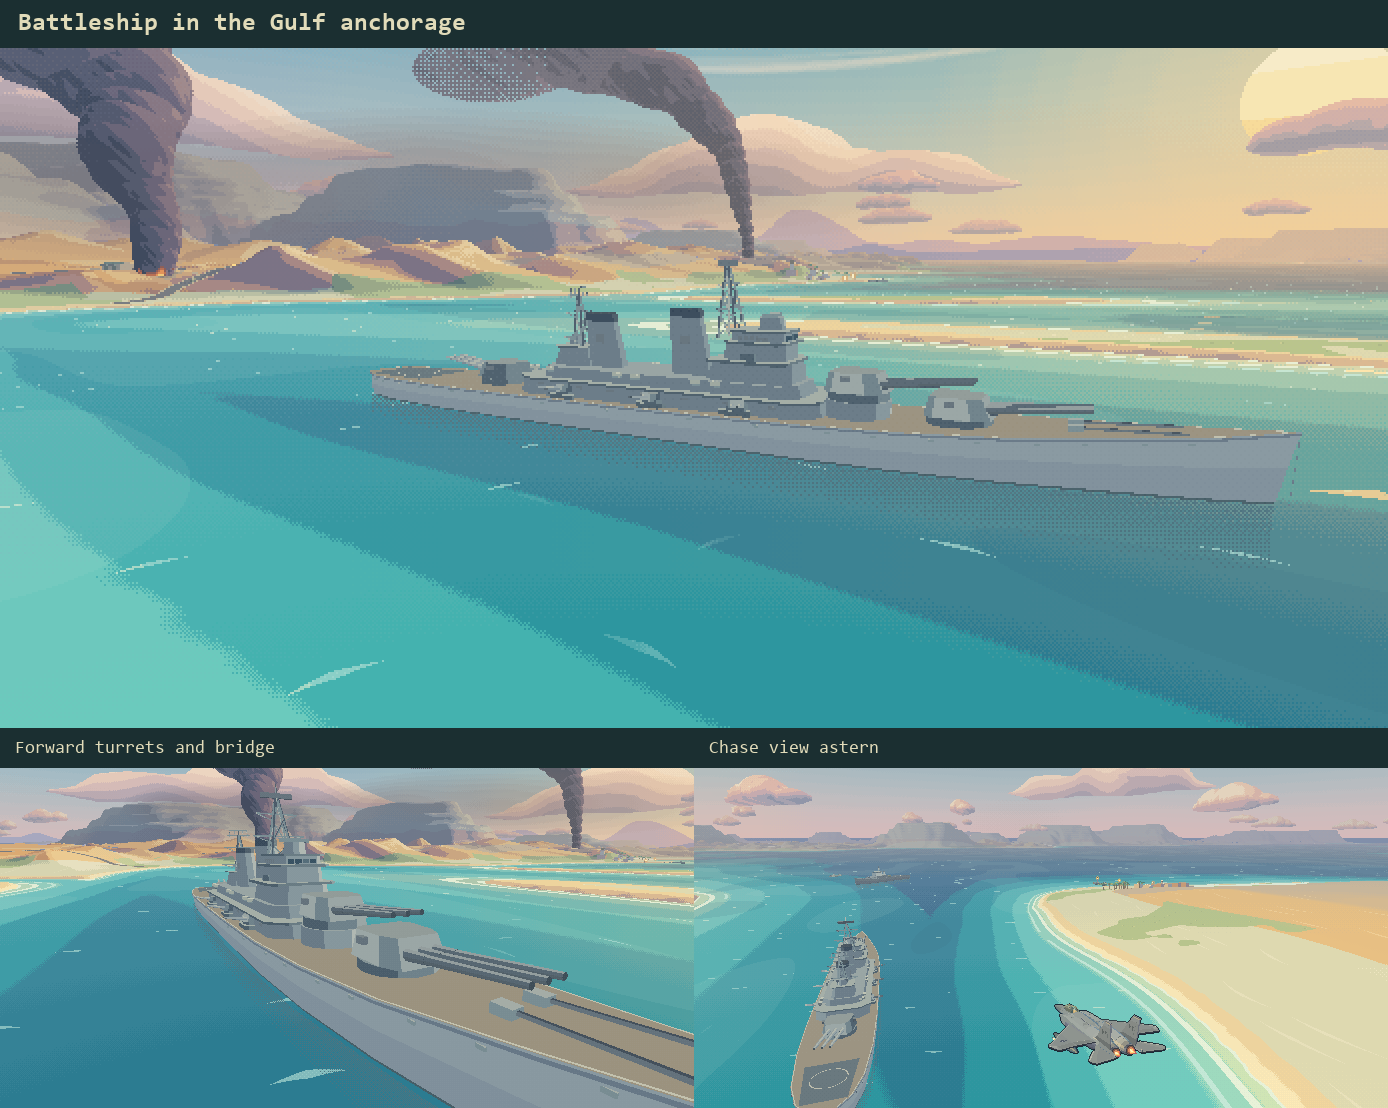 Battleship in the Gulf anchorage
Forward turrets and bridge
Chase view astern